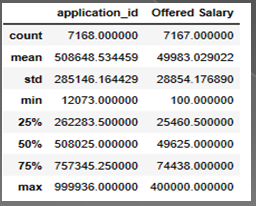 application_id Offered Salary
count 7168.000000 7167.000000
mean 508648.534459 49983.029022
std 285146.164429 28854.176890
min 12073.000000 100.000000
25% 262283.500000 25460.500000
50% 508025.000000 49625.000000
75% 757345.250000 74438.000000
max 999936.000000 400000.000000